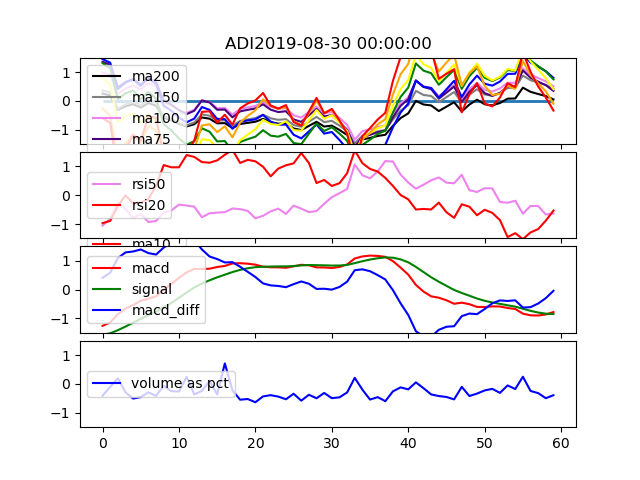 ADI2019-08-30 00:00:00
1
0
−1
ma200
ma150
ma100
ma75
1
0
−1
rsi50
rsi20
ma10
1
0
−1
macd
signal
macd_diff
1
0
−1
volume as pct
0 10 20 30 40 50 60